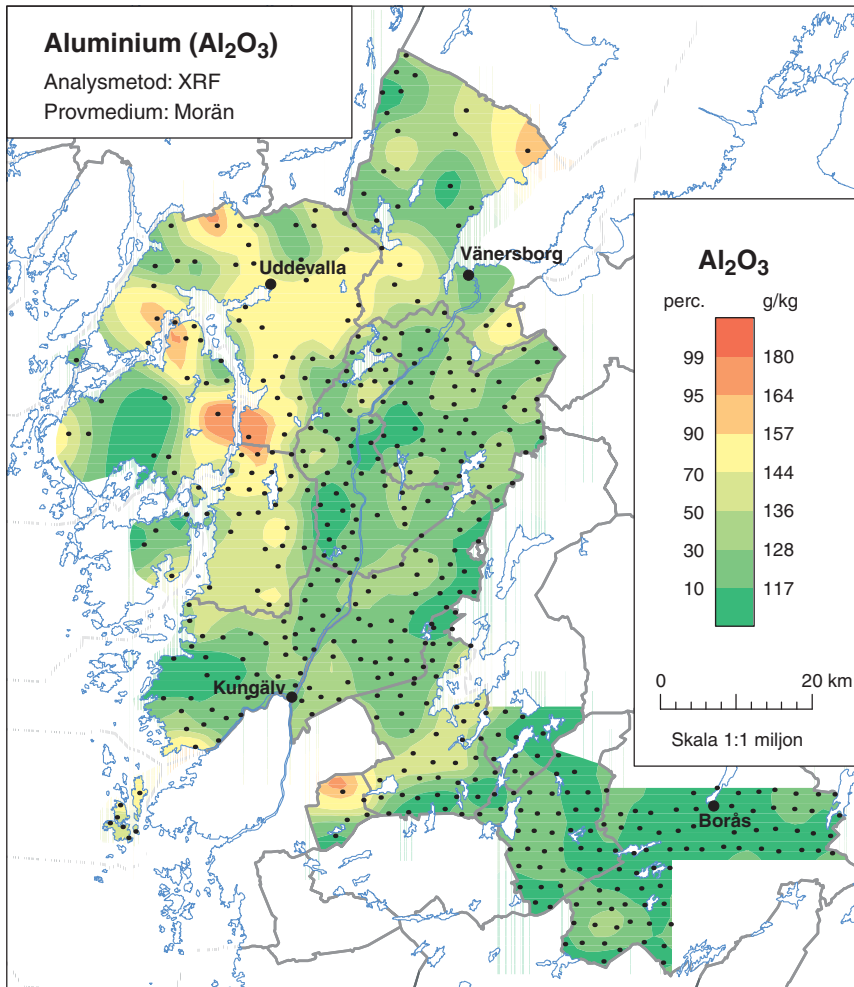 Aluminium (Al₂O₃)
Analysmetod: XRF
Provmedium: Morän
Vänersborg
Uddevalla
Kungälv
Borås
Al₂O₃
perc. g/kg
99 180
95 164
90 157
70 144
50 136
30 128
10 117
0 20 km
Skala 1:1 miljon